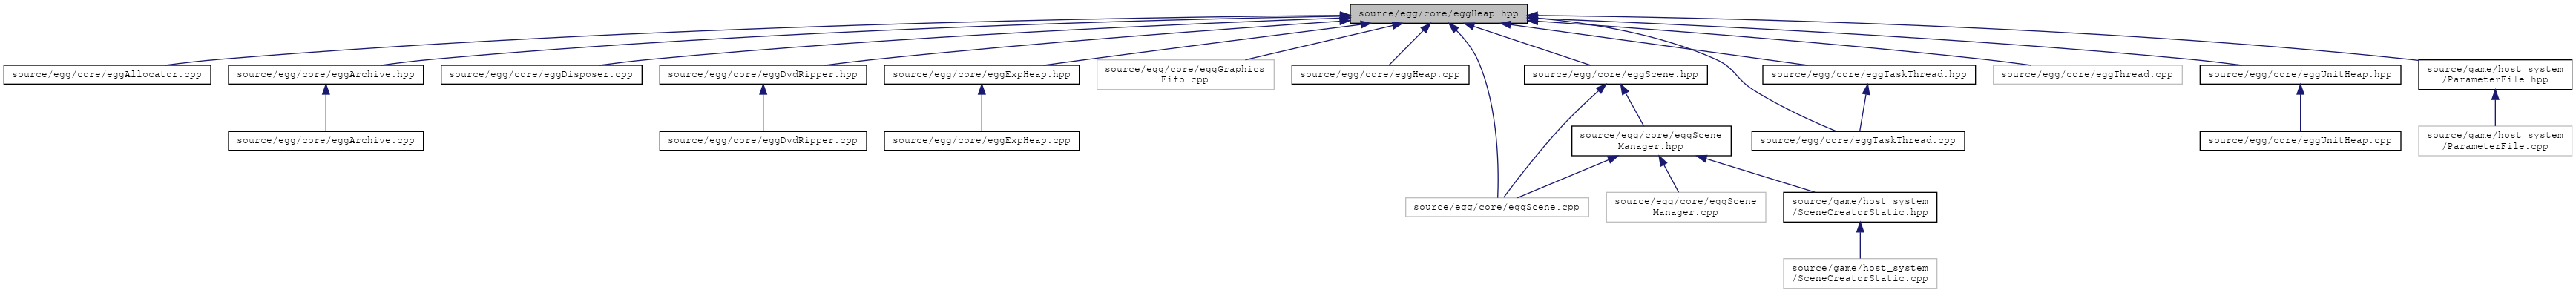 source/egg/core/eggHeap.hpp
source/egg/core/eggAllocator.cpp
source/egg/core/eggArchive.hpp
source/egg/core/eggDisposer.cpp
source/egg/core/eggDvdRipper.hpp
source/egg/core/eggExpHeap.hpp
source/egg/core/eggGraphics
Fifo.cpp
source/egg/core/eggHeap.cpp
source/egg/core/eggScene.hpp
source/egg/core/eggTaskThread.hpp
source/egg/core/eggThread.cpp
source/egg/core/eggUnitHeap.hpp
source/game/host_system
/ParameterFile.hpp
source/egg/core/eggArchive.cpp
source/egg/core/eggDvdRipper.cpp
source/egg/core/eggExpHeap.cpp
source/egg/core/eggScene
Manager.hpp
source/egg/core/eggTaskThread.cpp
source/egg/core/eggUnitHeap.cpp
source/game/host_system
/ParameterFile.cpp
source/egg/core/eggScene.cpp
source/egg/core/eggScene
Manager.cpp
source/game/host_system
/SceneCreatorStatic.hpp
source/game/host_system
/SceneCreatorStatic.cpp